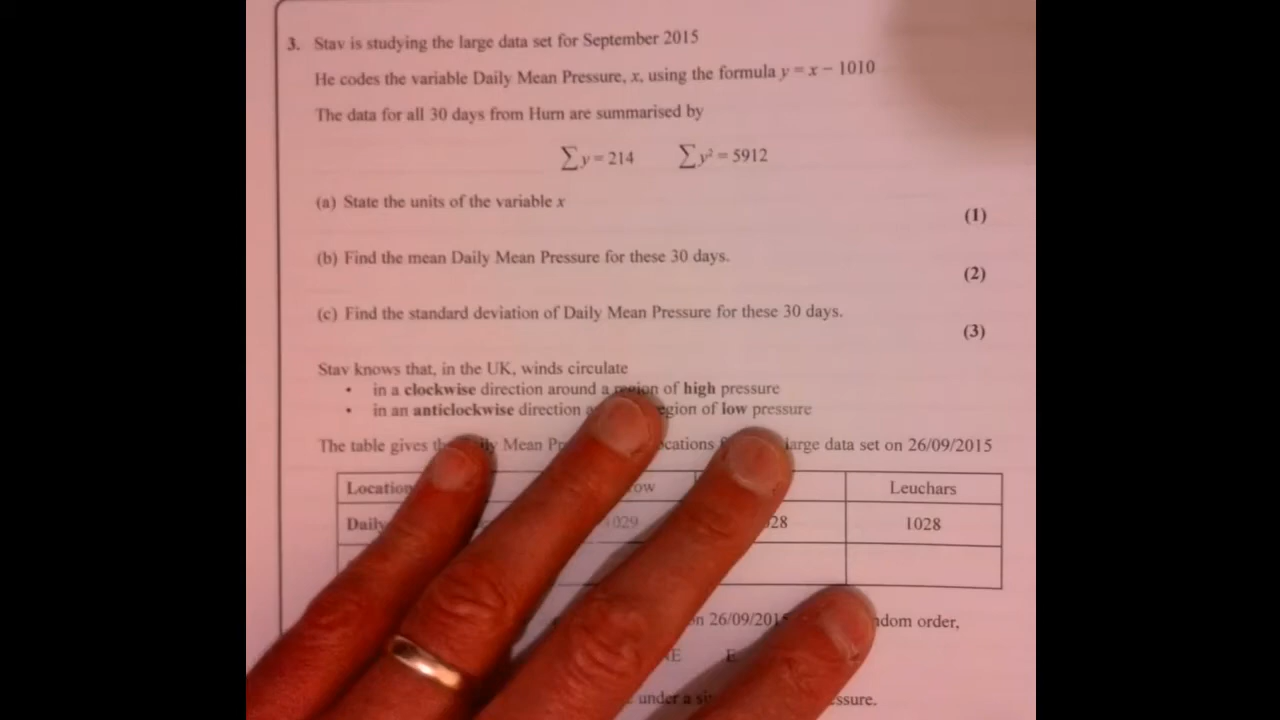 3. Stav is studying the large data set for September 2015
He codes the variable Daily Mean Pressure, x, using the formula y = x − 1010
The data for all 30 days from Hurn are summarised by
∑y = 214 ∑y² = 5912
(a) State the units of the variable x
(1)
(b) Find the mean Daily Mean Pressure for these 30 days.
(2)
(c) Find the standard deviation of Daily Mean Pressure for these 30 days.
(3)
Stav knows that, in the UK, winds circulate
• in a clockwise direction around a region of high pressure
• in an anticlockwise direction region of low pressure
The table gives Mean large data set on 26/09/2015
Location Leuchars
Daily 1029 28 1028
on 26/09/2015 order,
NE E
under a